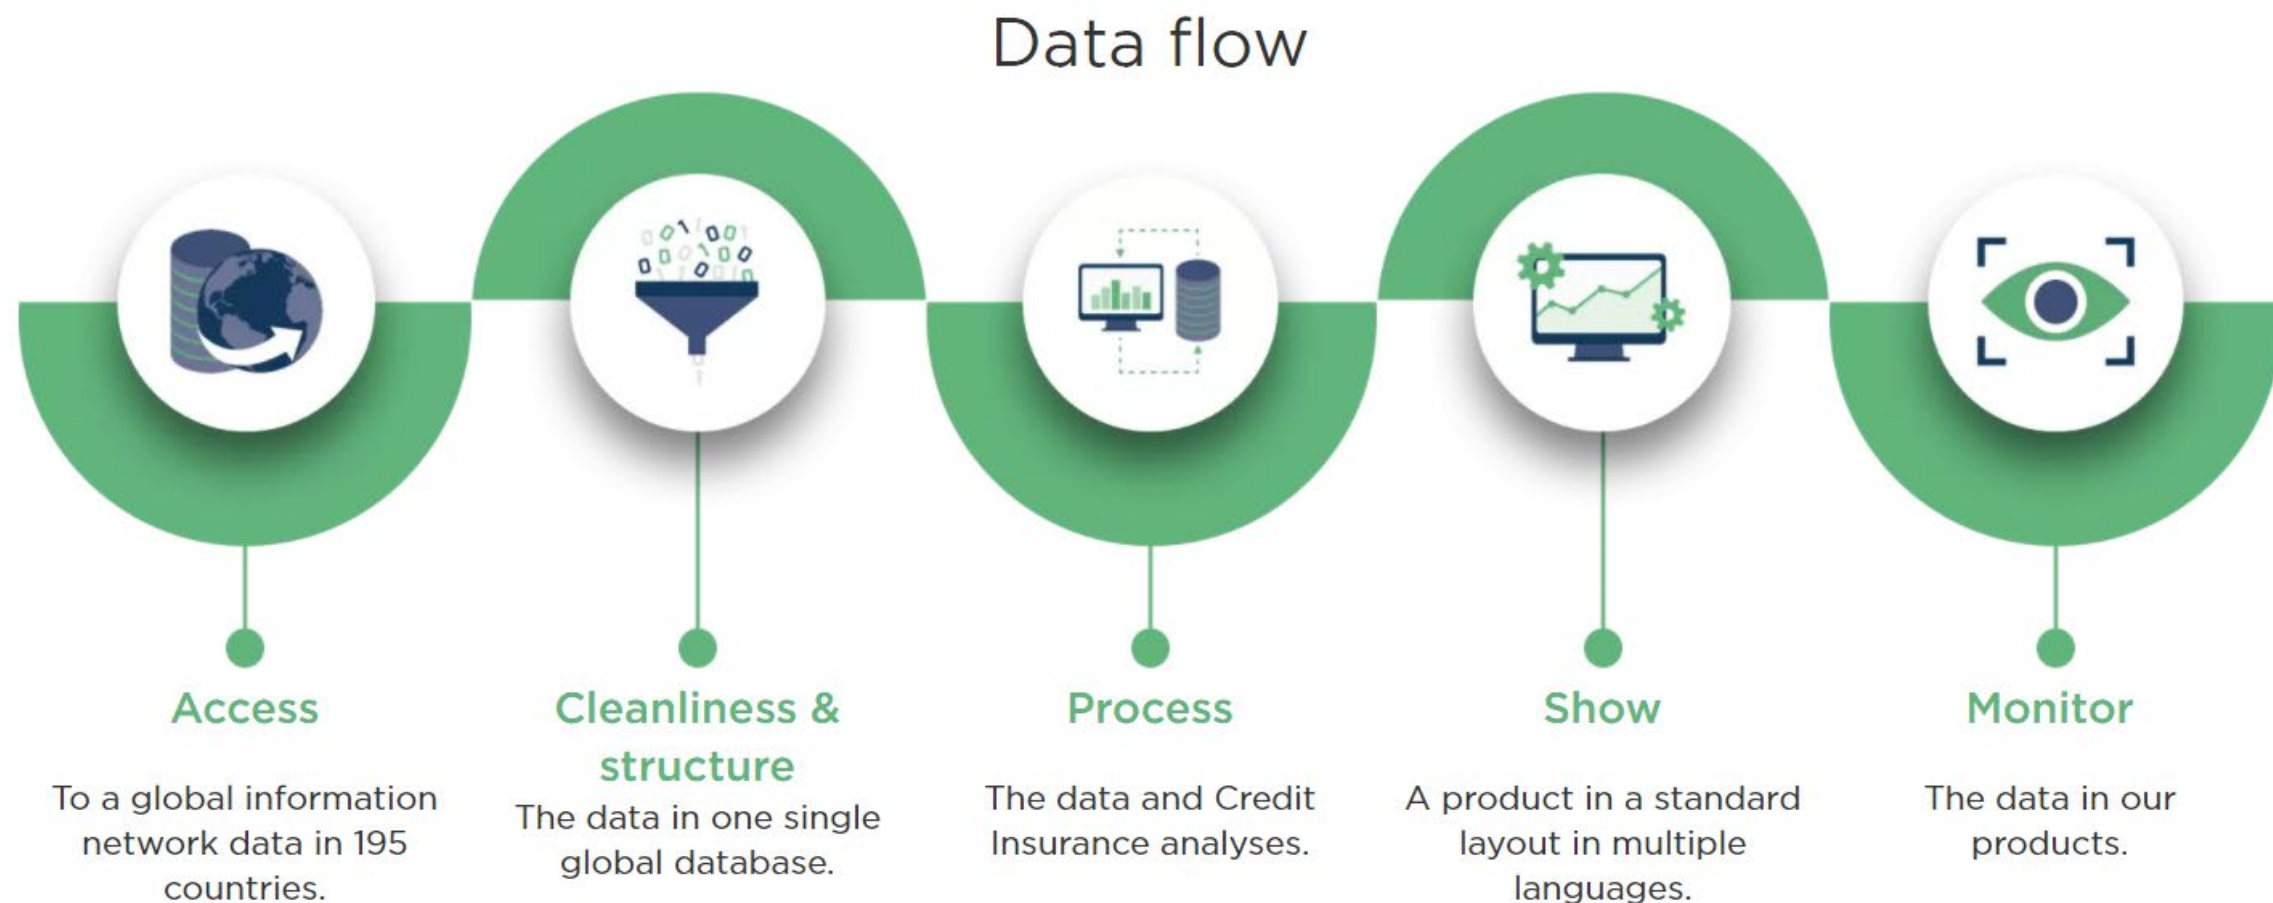 Data flow
Access
To a global information
network data in 195
countries.
Cleanliness &
structure
The data in one single
global database.
Process
The data and Credit
Insurance analyses.
Show
A product in a standard
layout in multiple
languages.
Monitor
The data in our
products.